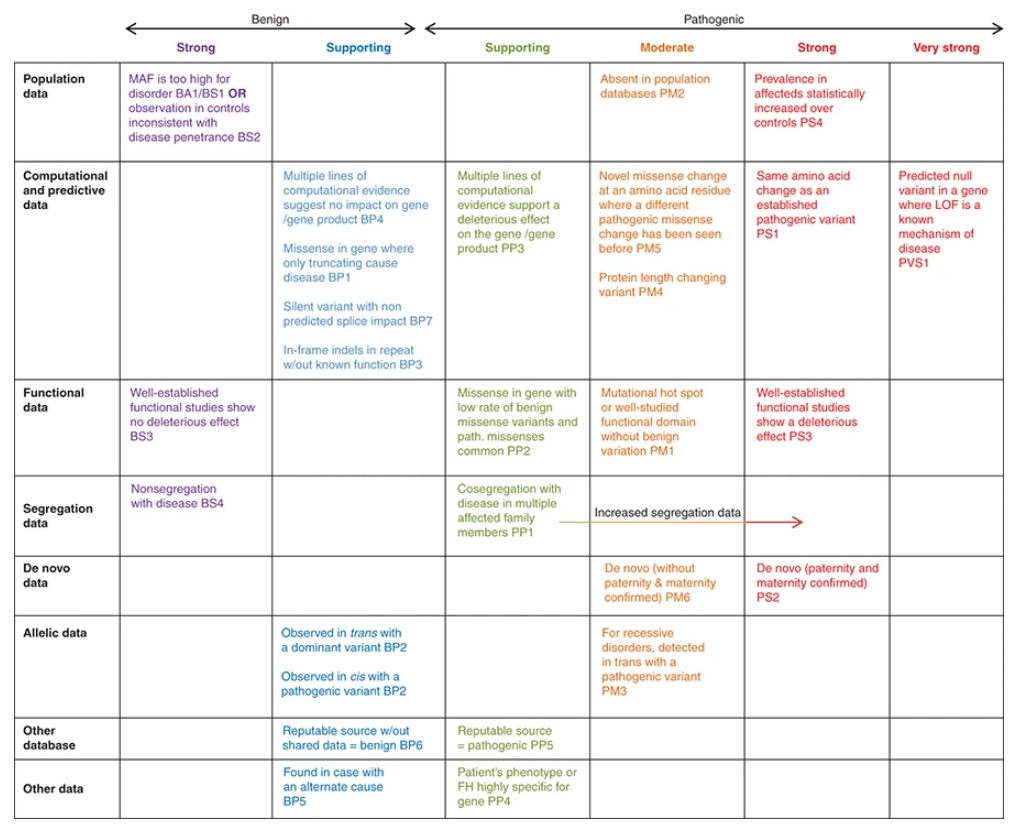 Benign
Pathogenic
Strong
Supporting
Supporting
Moderate
Strong
Very strong
Population
data
MAF is too high for
disorder BA1/BS1 OR
observation in controls
inconsistent with
disease penetrance BS2
Absent in population
databases PM2
Prevalence in
affecteds statistically
increased over
controls PS4
Computational
and predictive
data
Multiple lines of
computational evidence
suggest no impact on gene
/gene product BP4
Missense in gene where
only truncating cause
disease BP1
Silent variant with non
predicted splice impact BP7
In-frame indels in repeat
w/out known function BP3
Multiple lines of
computational
evidence support a
deleterious effect
on the gene /gene
product PP3
Novel missense change
at an amino acid residue
where a different
pathogenic missense
change has been seen
before PM5
Protein length changing
variant PM4
Same amino acid
change as an
established
pathogenic variant
PS1
Predicted null
variant in a gene
where LOF is a
known
mechanism of
disease
PVS1
Functional
data
Well-established
functional studies show
no deleterious effect
BS3
Missense in gene with
low rate of benign
missense variants and
path. missenses
common PP2
Mutational hot spot
or well-studied
functional domain
without benign
variation PM1
Well-established
functional studies
show a deleterious
effect PS3
Segregation
data
Nonsegregation
with disease BS4
Cosegregation with
disease in multiple
affected family
members PP1
Increased segregation data
De novo
data
De novo (without
paternity & maternity
confirmed) PM6
De novo (paternity and
maternity confirmed)
PS2
Allelic data
Observed in trans with
a dominant variant BP2
Observed in cis with a
pathogenic variant BP2
For recessive
disorders, detected
in trans with a
pathogenic variant
PM3
Other
database
Reputable source w/out
shared data = benign BP6
Reputable source
= pathogenic PP5
Other data
Found in case with
an alternate cause
BP5
Patient's phenotype or
FH highly specific for
gene PP4